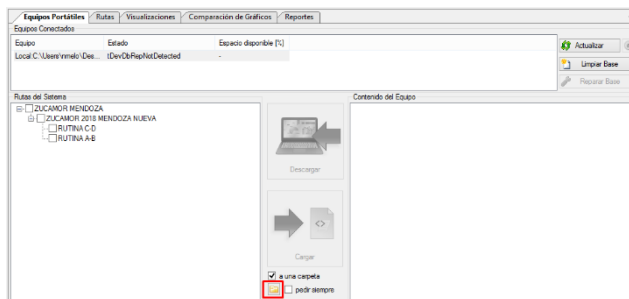 Equipos Portátiles Rutas Visualizaciones Comparación de Gráficos Reportes
Equipos Conectados
Equipo Estado Espacio disponible [%]
Local:C:\Users\nmelo\Des... tDevDbRepNotDetected -
Actualizar
Limpiar Base
Reparar Base
Rutas del Sistema Contenido del Equipo
ZUCAMOR MENDOZA
ZUCAMOR 2018 MENDOZA NUEVA
RUTINA C-D
RUTINA A-B
Descargar
Cargar
a una carpeta
pedir siempre